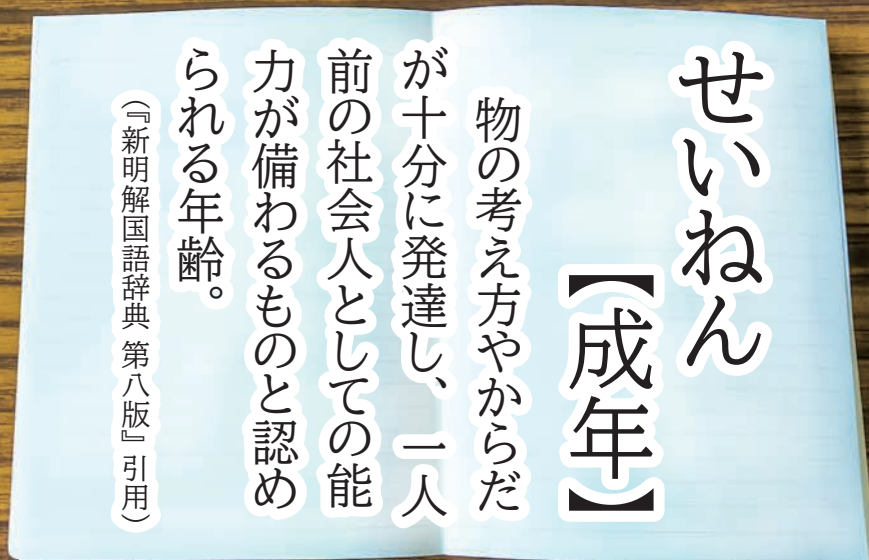 せいねん
【成年】
物の考え方やからだ
が十分に発達し、一人
前の社会人としての能
力が備わるものと認め
られる年齢。
（『新明解国語辞典 第八版』引用）